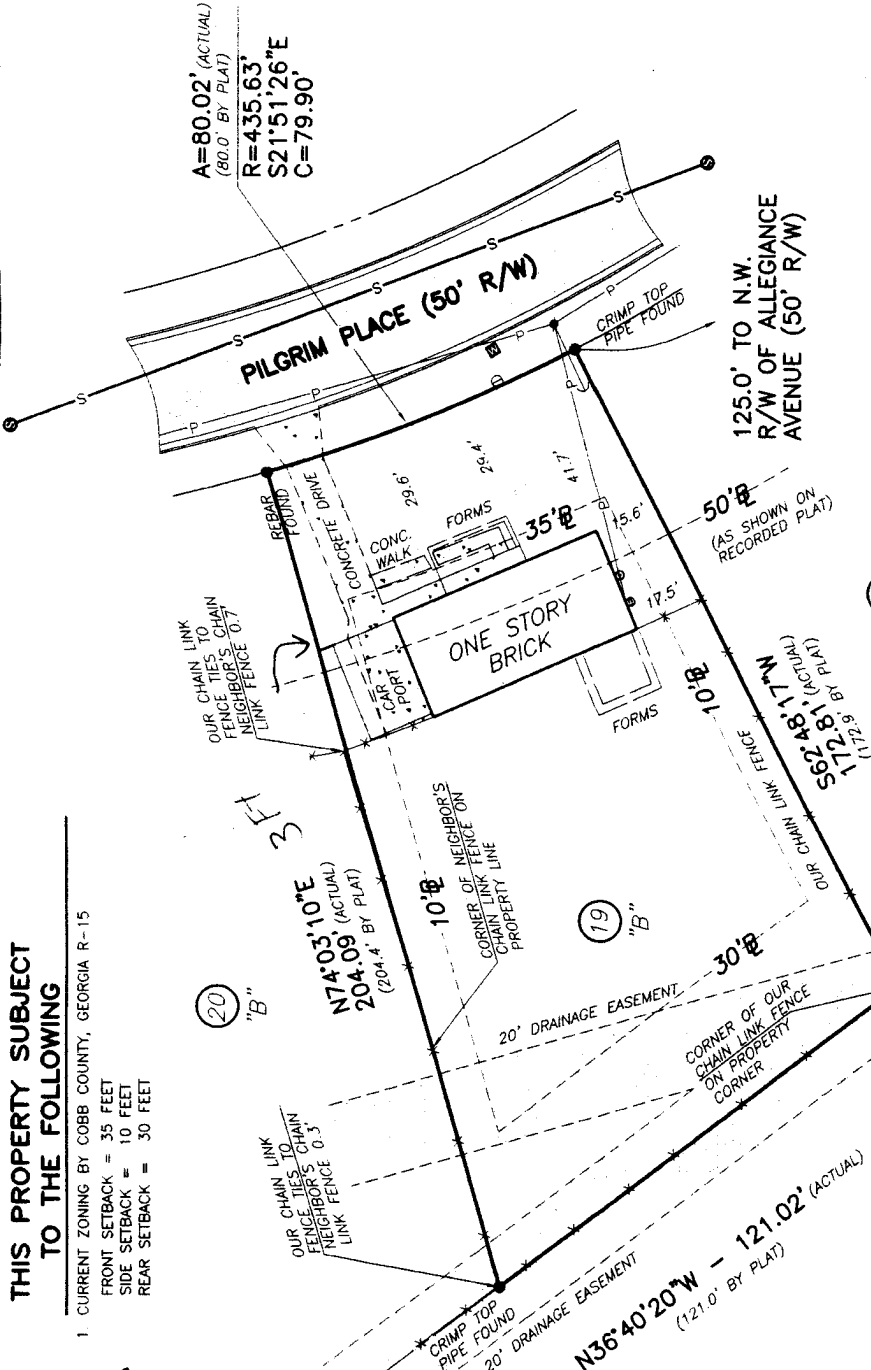 THIS PROPERTY SUBJECT
TO THE FOLLOWING
1. CURRENT ZONING BY COBB COUNTY, GEORGIA R-15
FRONT SETBACK = 35 FEET
SIDE SETBACK = 10 FEET
REAR SETBACK = 30 FEET
A=80.02' (ACTUAL)
(80.0' BY PLAT)
R=435.63'
S21°51'26"E
C=79.90'
S
S
S
S
S
S
S
PILGRIM PLACE (50' R/W)
P
P
P
P
P
P
W
CRIMP TOP
PIPE FOUND
125.0' TO N.W.
R/W OF ALLEGIANCE
AVENUE (50' R/W)
REBAR
FOUND
CONCRETE DRIVE
29.6'
29.4'
41.7'
CONC.
WALK
FORMS
35' BL
15.6'
50' BL
(AS SHOWN ON
RECORDED PLAT)
OUR CHAIN LINK
FENCE TIES TO
NEIGHBOR'S CHAIN
LINK FENCE 0.7'
CAR
PORT
ONE STORY
BRICK
17.5'
FORMS
10' BL
3 Ft
N74°03'10"E
204.09' (ACTUAL)
(204.4' BY PLAT)
10' BL
CORNER OF NEIGHBOR'S
CHAIN LINK FENCE ON
PROPERTY LINE
S62°48'17"W
172.81' (ACTUAL)
(172.9' BY PLAT)
OUR CHAIN LINK FENCE
20
"B"
19
"B"
30' BL
20' DRAINAGE EASEMENT
CORNER OF OUR
CHAIN LINK FENCE
ON PROPERTY
CORNER
OUR CHAIN LINK
FENCE TIES TO
NEIGHBOR'S CHAIN
LINK FENCE 0.3'
CRIMP TOP
PIPE FOUND
20' DRAINAGE EASEMENT
N36°40'20"W - 121.02' (ACTUAL)
(121.0' BY PLAT)